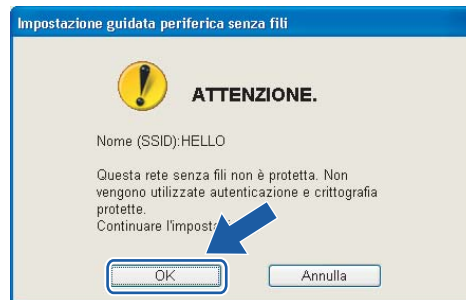 Impostazione guidata periferica senza fili
ATTENZIONE.
Nome (SSID):HELLO
Questa rete senza fili non è protetta. Non
vengono utilizzate autenticazione e crittografia
protette.
Continuare
OK
Annulla